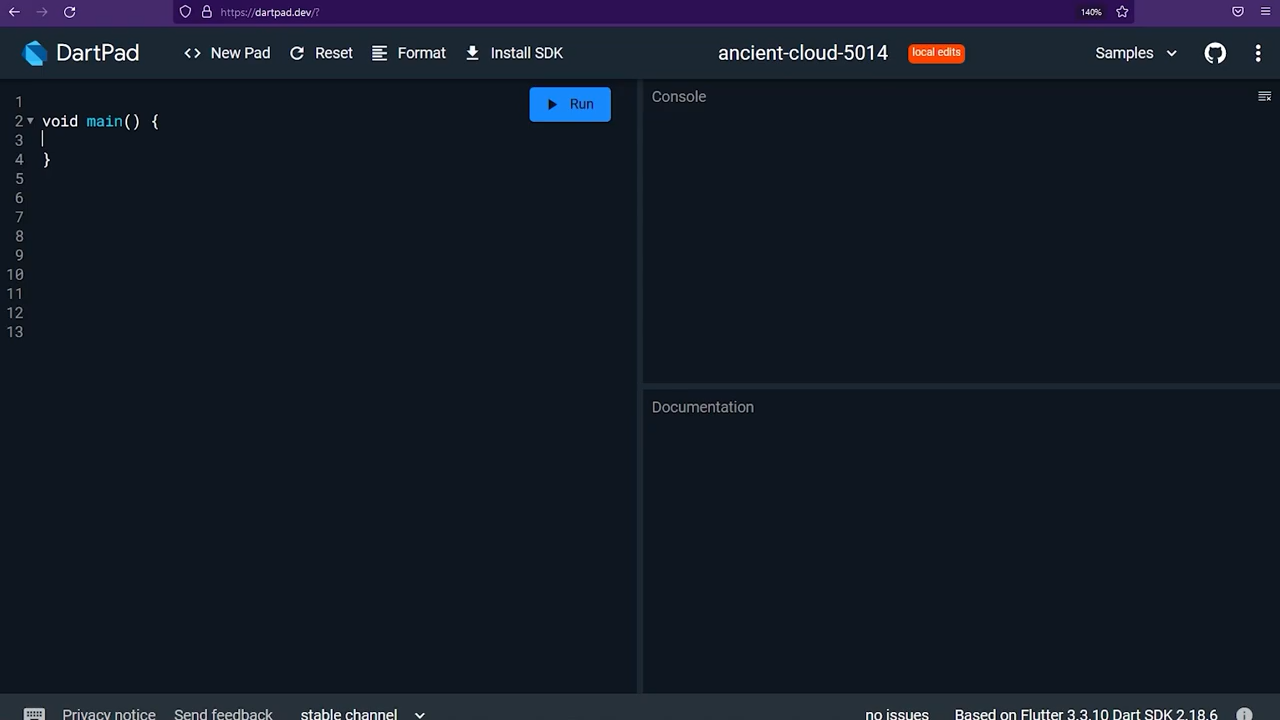 https://dartpad.dev/?
140%
DartPad
New Pad
Reset
Format
Install SDK
ancient-cloud-5014
local edits
Samples
1
2 void main() {
3
4 }
5
6
7
8
9
10
11
12
13
Run
Console
Documentation
Privacy notice
Send feedback
stable channel
no issues
Based on Flutter 3.3.10 Dart SDK 2.18.6